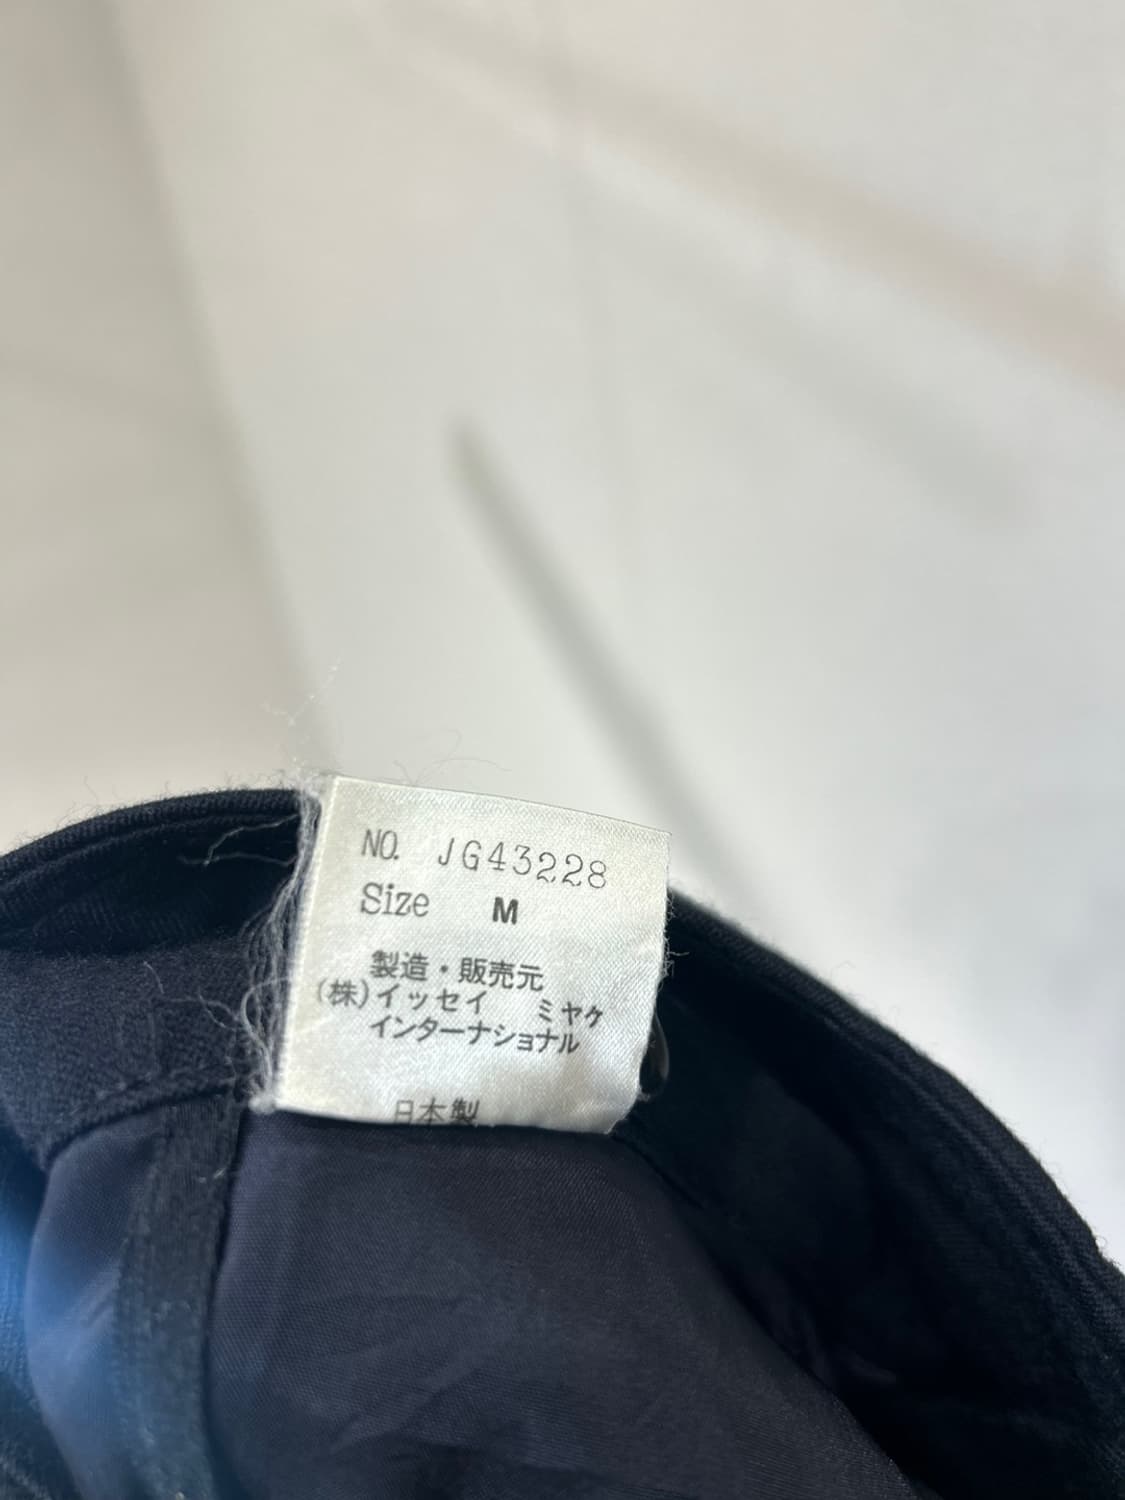 NO. JG43228
Size M
製造・販売元
(株)イッセイ ミヤケ
インターナショナル
日本製